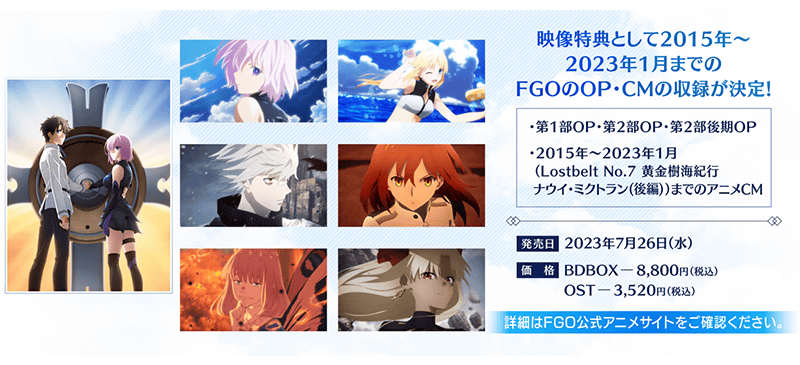 映像特典として2015年～
2023年1月までの
FGOのOP・CMの収録が決定!
・第1部OP・第2部OP・第2部後期OP
・2015年～2023年1月
（Lostbelt No.7 黄金樹海紀行
ナウイ・ミクトラン(後編)）までのアニメCM
発売日 2023年7月26日(水)
価 格 BDBOX－8,800円(税込)
OST－3,520円(税込)
詳細はFGO公式アニメサイトをご確認ください。